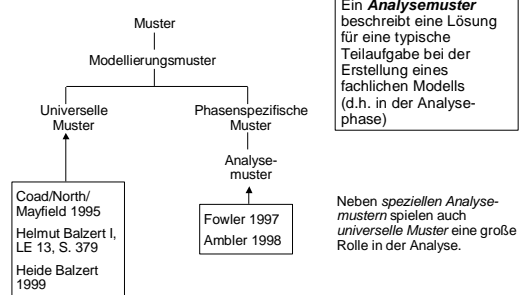 Muster
Modellierungsmuster
Universelle
Muster
Phasenspezifische
Muster
Analyse-
muster
Coad/North/
Mayfield 1995
Helmut Balzert I,
LE 13, S. 379
Heide Balzert
1999
Fowler 1997
Ambler 1998
Ein Analysemuster
beschreibt eine Lösung
für eine typische
Teilaufgabe bei der
Erstellung eines
fachlichen Modells
(d.h. in der Analyse-
phase)
Neben speziellen Analyse-
mustern spielen auch
universelle Muster eine große
Rolle in der Analyse.